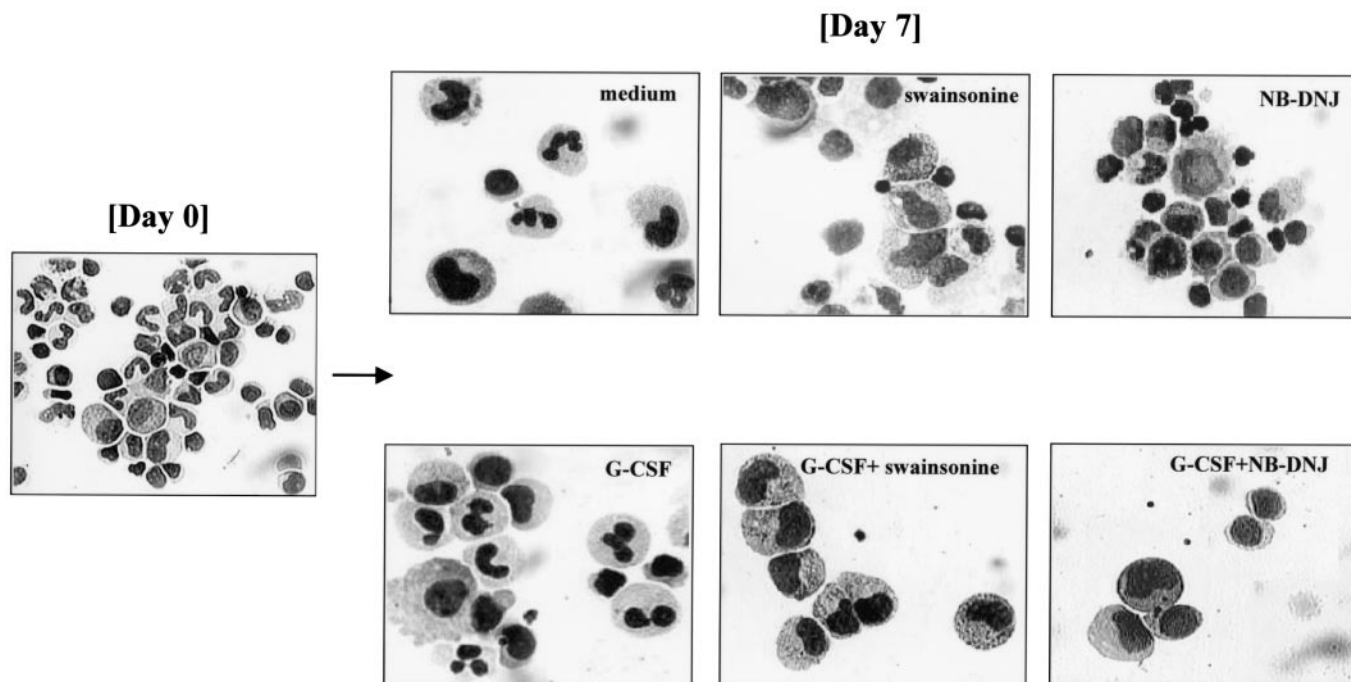 [Day 7]
medium
swainsonine
NB-DNJ
[Day 0]
G-CSF
G-CSF+ swainsonine
G-CSF+NB-DNJ